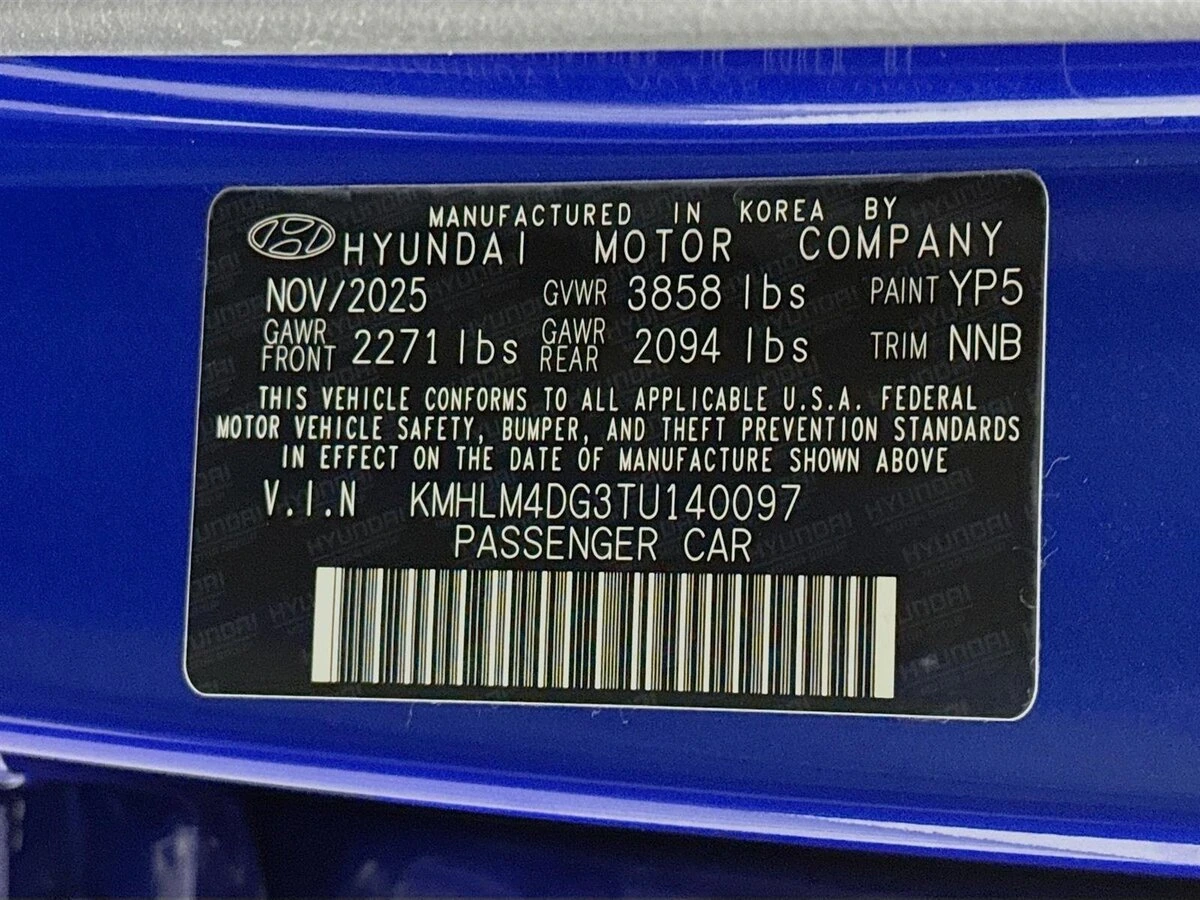 MANUFACTURED IN KOREA BY
HYUNDAI MOTOR COMPANY
NOV/2025 GVWR 3858 lbs PAINT YP5
GAWR FRONT 2271 lbs GAWR REAR 2094 lbs TRIM NNB
THIS VEHICLE CONFORMS TO ALL APPLICABLE U.S.A. FEDERAL
MOTOR VEHICLE SAFETY, BUMPER, AND THEFT PREVENTION STANDARDS
IN EFFECT ON THE DATE OF MANUFACTURE SHOWN ABOVE
V.I.N KMHLM4DG3TU140097
PASSENGER CAR